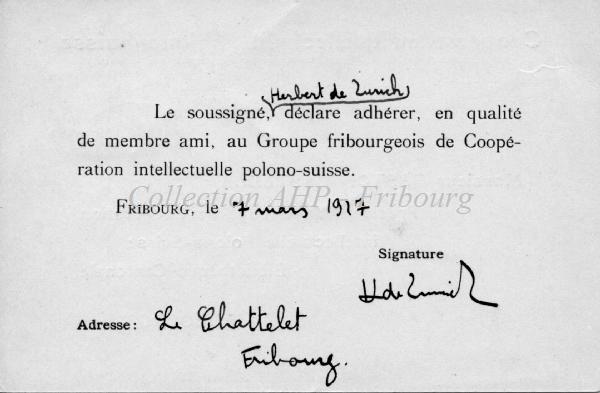 Herbert de Zurich
Le soussigné, déclare adhérer, en qualité
de membre ami, au Groupe fribourgeois de Coopé-
ration intellectuelle polono-suisse.
Collection AHP - Fribourg
FRIBOURG, le 7 mars 1917
Signature
H de Zurich
Adresse: Le Chattelet
Fribourg.